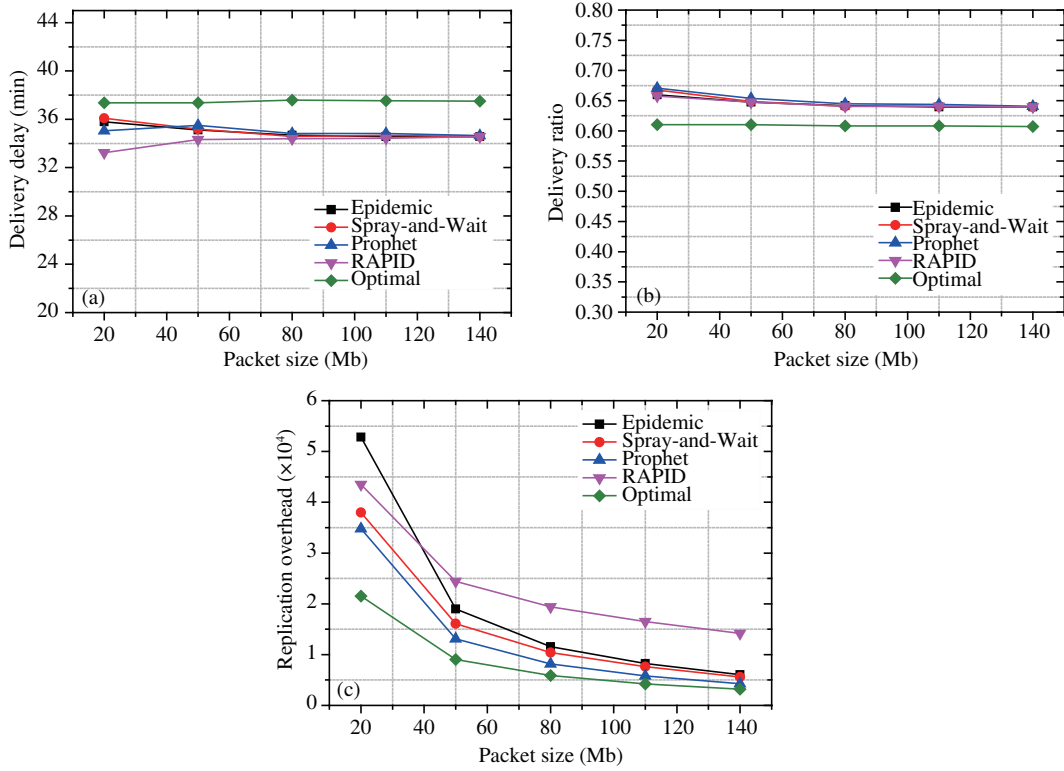 Delivery delay (min)
44
40
36
32
28
24
20
Epidemic
Spray-and-Wait
Prophet
RAPID
Optimal
(a)
20 40 60 80 100 120 140
Packet size (Mb)
Delivery ratio
0.80
0.75
0.70
0.65
0.60
0.55
0.50
0.45
0.40
0.35
0.30
Epidemic
Spray-and-Wait
Prophet
RAPID
Optimal
(b)
20 40 60 80 100 120 140
Packet size (Mb)
Replication overhead (×10⁴)
6
5
4
3
2
1
0
Epidemic
Spray-and-Wait
Prophet
RAPID
Optimal
(c)
20 40 60 80 100 120 140
Packet size (Mb)